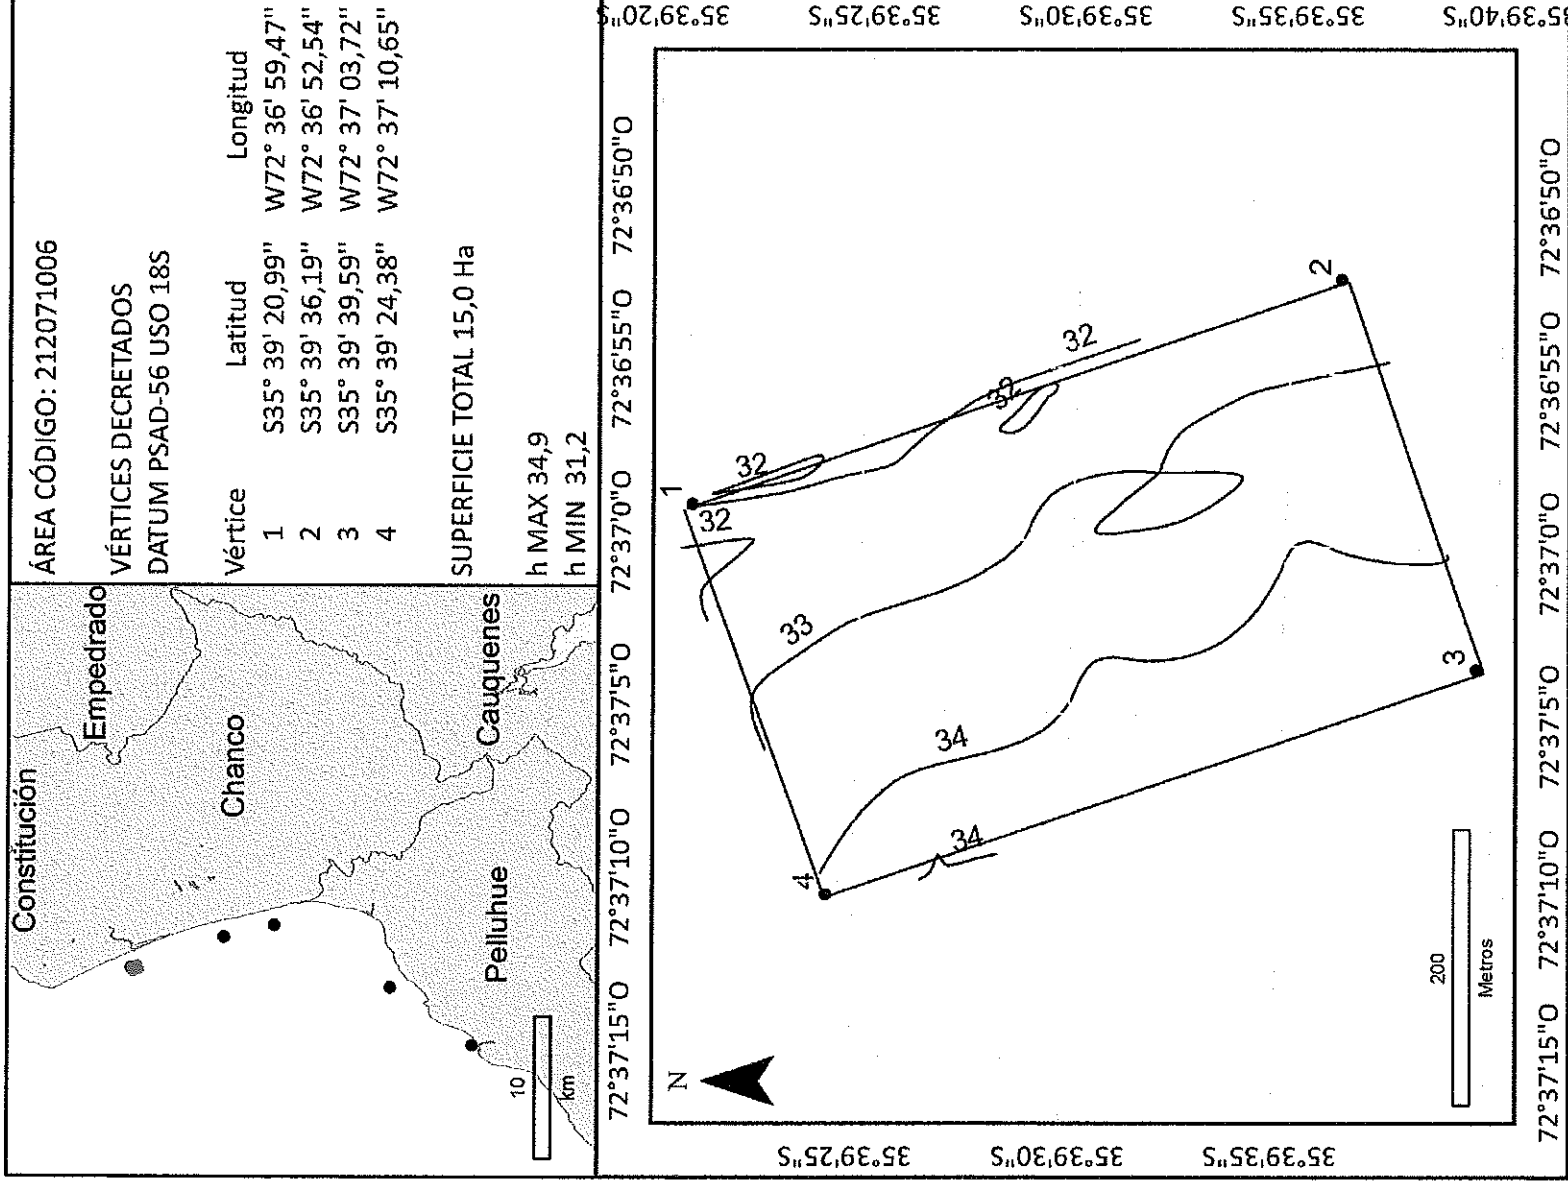 Constitución
Empedrado
Chanco
Cauquenes
Pelluhue
10
km
ÁREA CÓDIGO: 212071006
VÉRTICES DECRETADOS
DATUM PSAD-56 USO 18S
Vértice Latitud Longitud
1 S35° 39' 20,99" W72° 36' 59,47"
2 S35° 39' 36,19" W72° 36' 52,54"
3 S35° 39' 39,59" W72° 37' 03,72"
4 S35° 39' 24,38" W72° 37' 10,65"
SUPERFICIE TOTAL 15,0 Ha
h MAX 34,9
h MIN 31,2
72°37'15"O 72°37'10"O 72°37'5"O 72°37'0"O 72°36'55"O 72°36'50"O
35°39'20"S
35°39'25"S
35°39'30"S
35°39'35"S
35°39'40"S
35°39'25"S
35°39'30"S
35°39'35"S
N
1
32
32
33
4
34
34
32
32
2
3
200
Metros
72°37'15"O 72°37'10"O 72°37'5"O 72°37'0"O 72°36'55"O 72°36'50"O